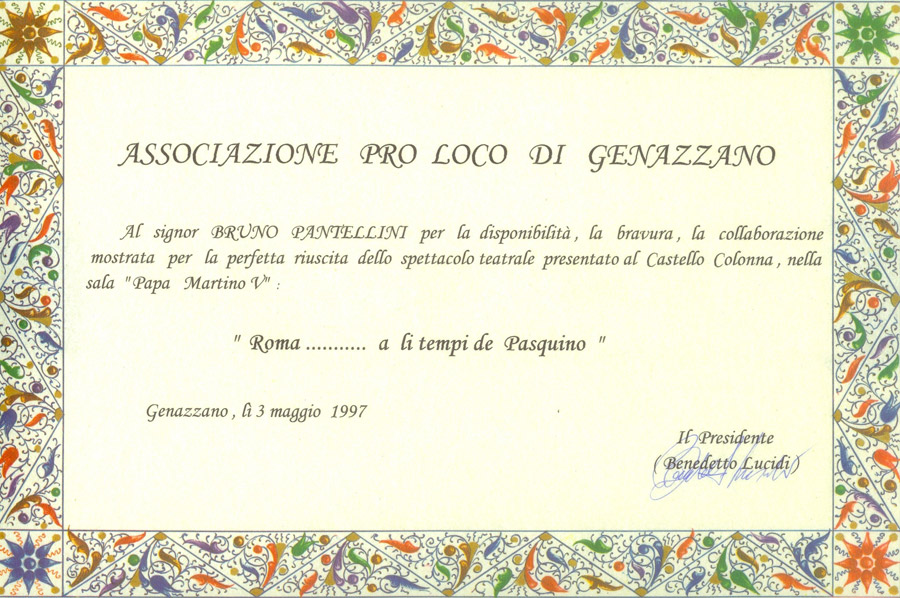 ASSOCIAZIONE PRO LOCO DI GENAZZANO
Al signor BRUNO PANTELLINI per la disponibilità, la bravura, la collaborazione
mostrata per la perfetta riuscita dello spettacolo teatrale presentato al Castello Colonna, nella
sala "Papa Martino V" :
" Roma ........... a li tempi de Pasquino "
Genazzano, lì 3 maggio 1997
Il Presidente
( Benedetto Lucidi )